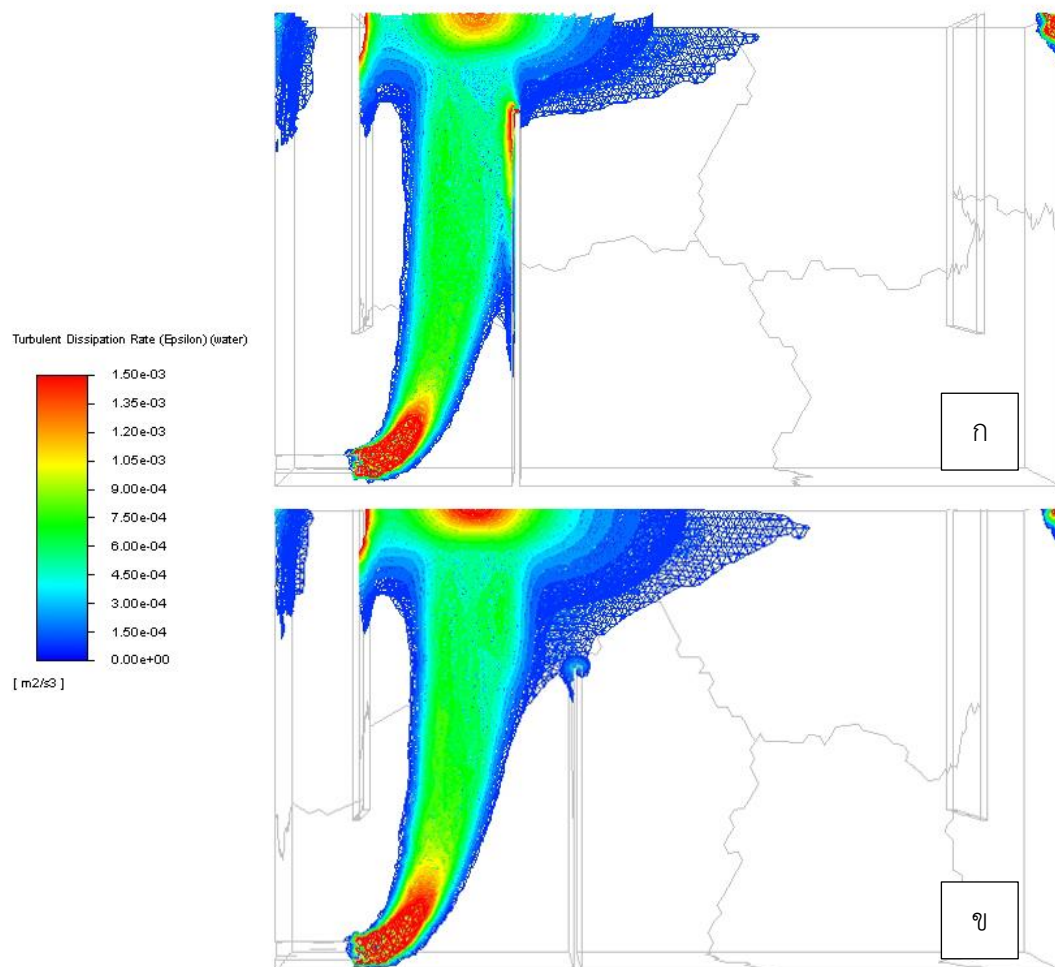 ก
Turbulent Dissipation Rate (Epsilon) (water)
1.50e-03
1.35e-03
1.20e-03
1.05e-03
9.00e-04
7.50e-04
6.00e-04
4.50e-04
3.00e-04
1.50e-04
0.00e+00
[ m2/s3 ]
ข